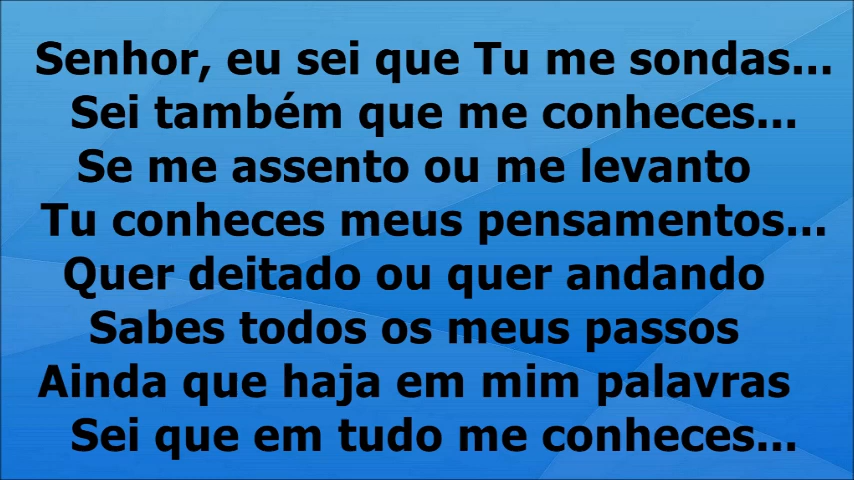 Senhor, eu sei que Tu me sondas...
Sei também que me conheces...
Se me assento ou me levanto
Tu conheces meus pensamentos...
Quer deitado ou quer andando
Sabes todos os meus passos
Ainda que haja em mim palavras
Sei que em tudo me conheces...